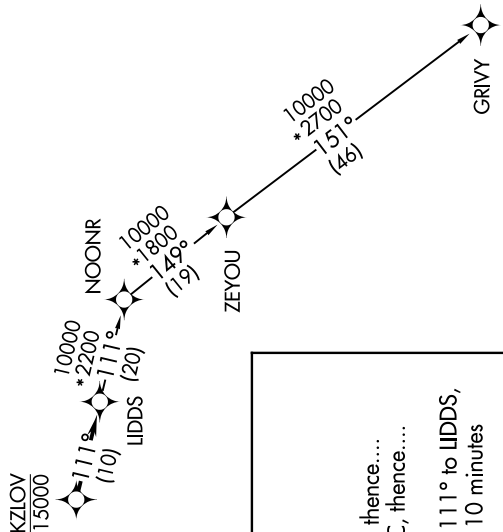 KZLOV
15000
111°
(10)
LIDDS
10000
*2200
111°
(20)
NOONR
10000
*1800
149°
(19)
ZEYOU
10000
*2700
151°
(46)
GRIVY
thence....
, thence....
111° to LIDDS,
10 minutes